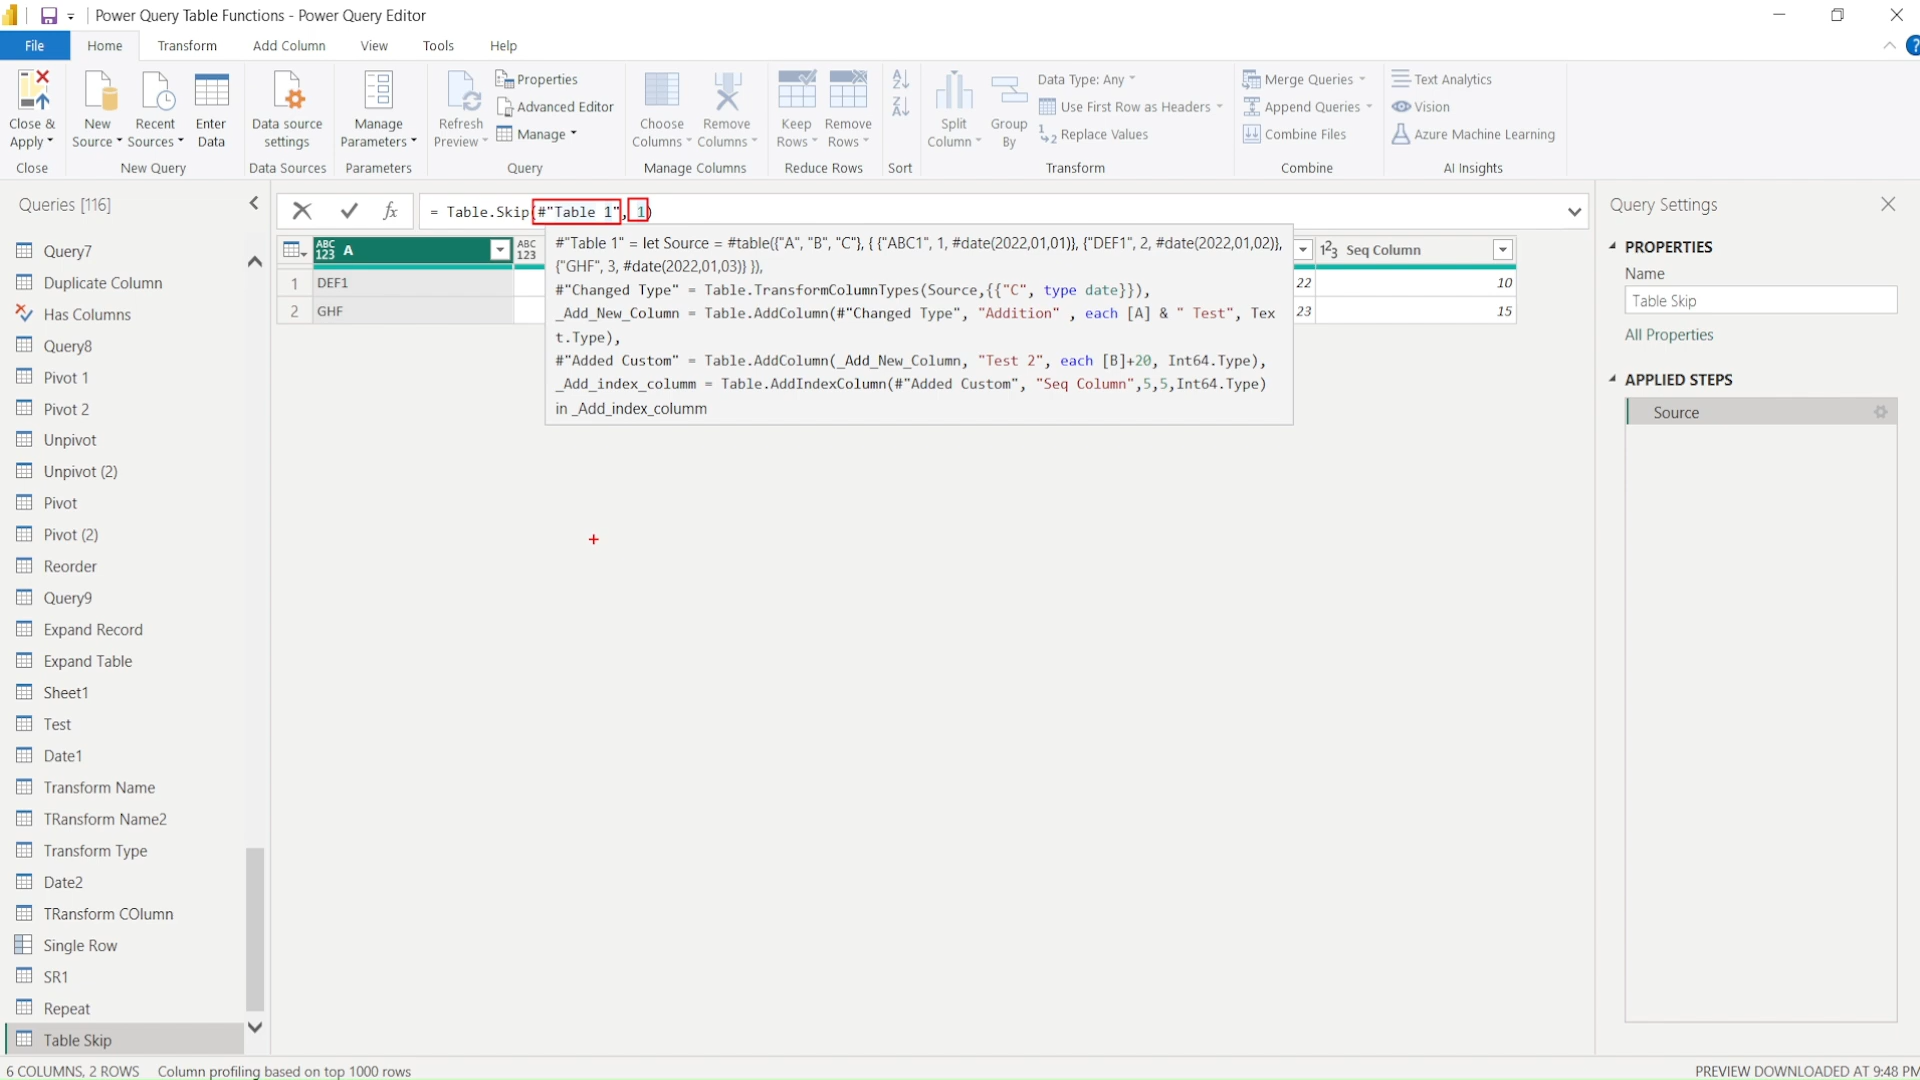 Power Query Table Functions - Power Query Editor
File Home Transform Add Column View Tools Help
Close & Apply
New Source
Recent Sources
Enter Data
Data source settings
Manage Parameters
Refresh Preview
Properties
Advanced Editor
Manage
Choose Columns
Remove Columns
Keep Rows
Remove Rows
Split Column
Group By
Data Type: Any
Use First Row as Headers
Replace Values
Merge Queries
Append Queries
Combine Files
Text Analytics
Vision
Azure Machine Learning
Close New Query Data Sources Parameters Query Manage Columns Reduce Rows Sort Transform Combine AI Insights
Queries [116]
Query7
Duplicate Column
Has Columns
Query8
Pivot 1
Pivot 2
Unpivot
Unpivot (2)
Pivot
Pivot (2)
Reorder
Query9
Expand Record
Expand Table
Sheet1
Test
Date1
Transform Name
TRansform Name2
Transform Type
Date2
TRansform COlumn
Single Row
SR1
Repeat
Table Skip
fx = Table.Skip(#"Table 1", 1)
ABC 123 A ABC 123 1²3 Seq Column
1 DEF1 22 10
2 GHF 23 15
#"Table 1" = let Source = #table({"A", "B", "C"}, { {"ABC1", 1, #date(2022,01,01)}, {"DEF1", 2, #date(2022,01,02)},
{"GHF", 3, #date(2022,01,03)} }),
#"Changed Type" = Table.TransformColumnTypes(Source,{{"C", type date}}),
_Add_New_Column = Table.AddColumn(#"Changed Type", "Addition" , each [A] & " Test", Tex
t.Type),
#"Added Custom" = Table.AddColumn(_Add_New_Column, "Test 2", each [B]+20, Int64.Type),
_Add_index_columm = Table.AddIndexColumn(#"Added Custom", "Seq Column",5,5,Int64.Type)
in _Add_index_columm
Query Settings
PROPERTIES
Name
Table Skip
All Properties
APPLIED STEPS
Source
6 COLUMNS, 2 ROWS Column profiling based on top 1000 rows
PREVIEW DOWNLOADED AT 9:48 PM